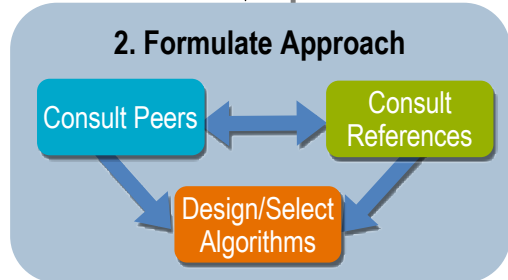 2. Formulate Approach
Consult Peers
Consult
References
Design/Select
Algorithms